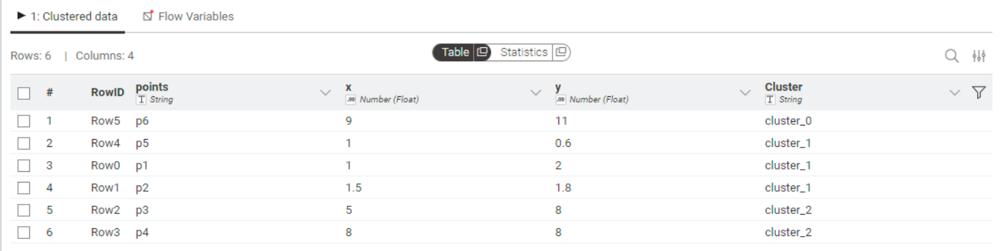 1: Clustered data Flow Variables
Rows: 6 | Columns: 4 Table Statistics
# RowID points x y Cluster
T String .00 Number (Float) .00 Number (Float) T String
1 Row5 p6 9 11 cluster_0
2 Row4 p5 1 0.6 cluster_1
3 Row0 p1 1 2 cluster_1
4 Row1 p2 1.5 1.8 cluster_1
5 Row2 p3 5 8 cluster_2
6 Row3 p4 8 8 cluster_2